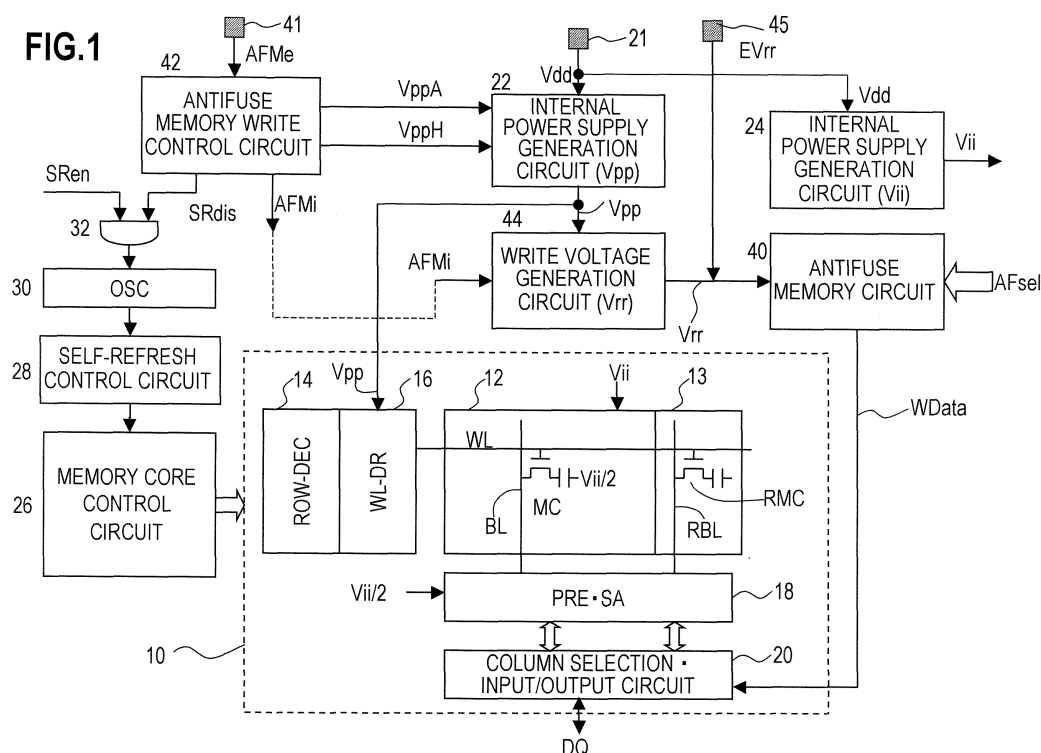 FIG.1
41
AFMe
21
45
EVrr
42
ANTIFUSE
MEMORY WRITE
CONTROL CIRCUIT
VppA
VppH
22
Vdd
INTERNAL
POWER SUPPLY
GENERATION
CIRCUIT (Vpp)
Vdd
24
INTERNAL
POWER SUPPLY
GENERATION
CIRCUIT (Vii)
Vii
SRen
SRdis
AFMi
32
Vpp
44
WRITE VOLTAGE
GENERATION
CIRCUIT (Vrr)
AFMi
Vrr
40
ANTIFUSE
MEMORY CIRCUIT
AFsel
30
OSC
28
SELF-REFRESH
CONTROL CIRCUIT
26
MEMORY CORE
CONTROL
CIRCUIT
Vpp
14
16
12
Vii
13
WData
ROW-DEC
WL-DR
WL
Vii/2
MC
BL
RMC
RBL
Vii/2
PRE・SA
18
10
COLUMN SELECTION・
INPUT/OUTPUT CIRCUIT
20
DQ